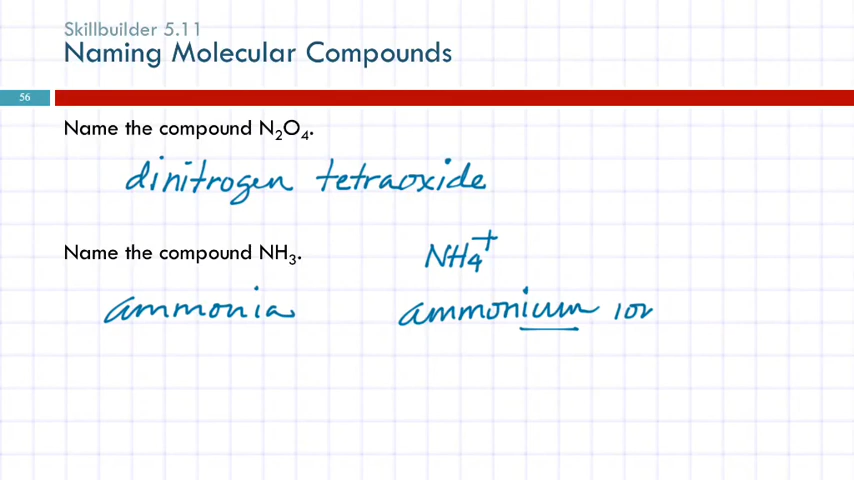 Skillbuilder 5.11
Naming Molecular Compounds
56
Name the compound N₂O₄.
dinitrogen tetraoxide
Name the compound NH₃.
NH₄⁺
ammonia
ammonium ion